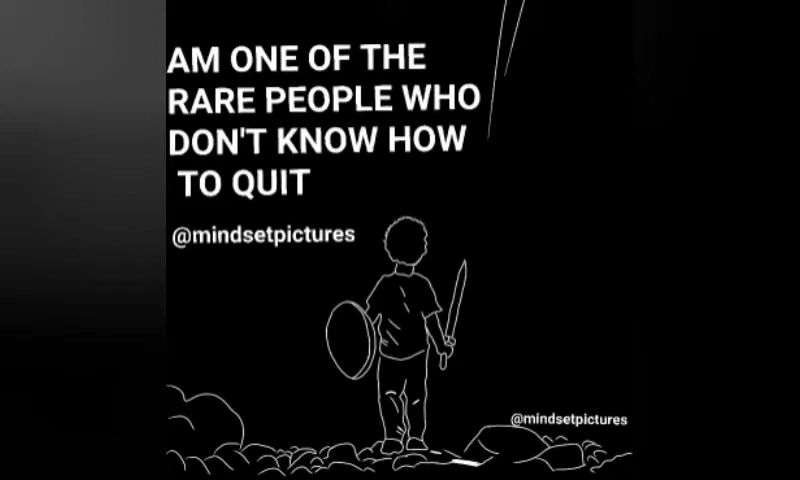 AM ONE OF THE
RARE PEOPLE WHO
DON'T KNOW HOW
TO QUIT
@mindsetpictures
@mindsetpictures